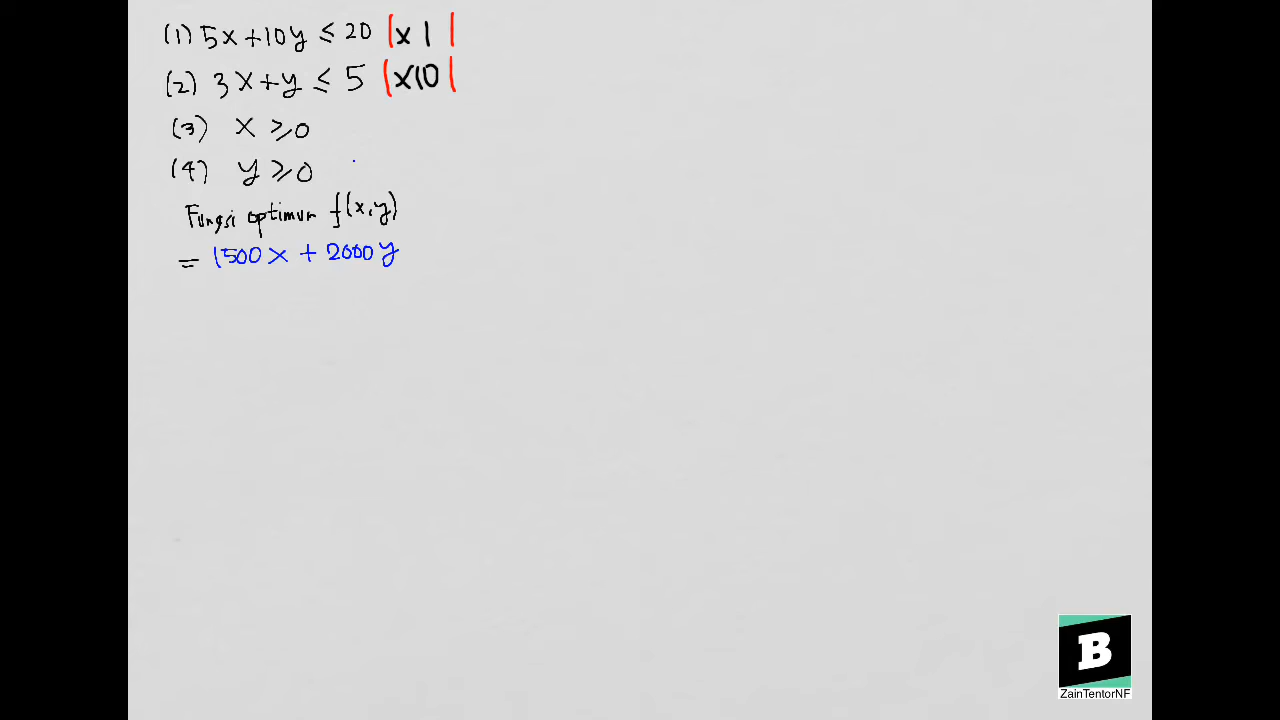 (1) 5x+10y ≤ 20 |x 1 |
(2) 3x+y ≤ 5 |x10|
(3) x ≥ 0
(4) y ≥ 0
Fungsi optimum f(x,y)
= 1500x + 2000y
B
ZainTentorNF